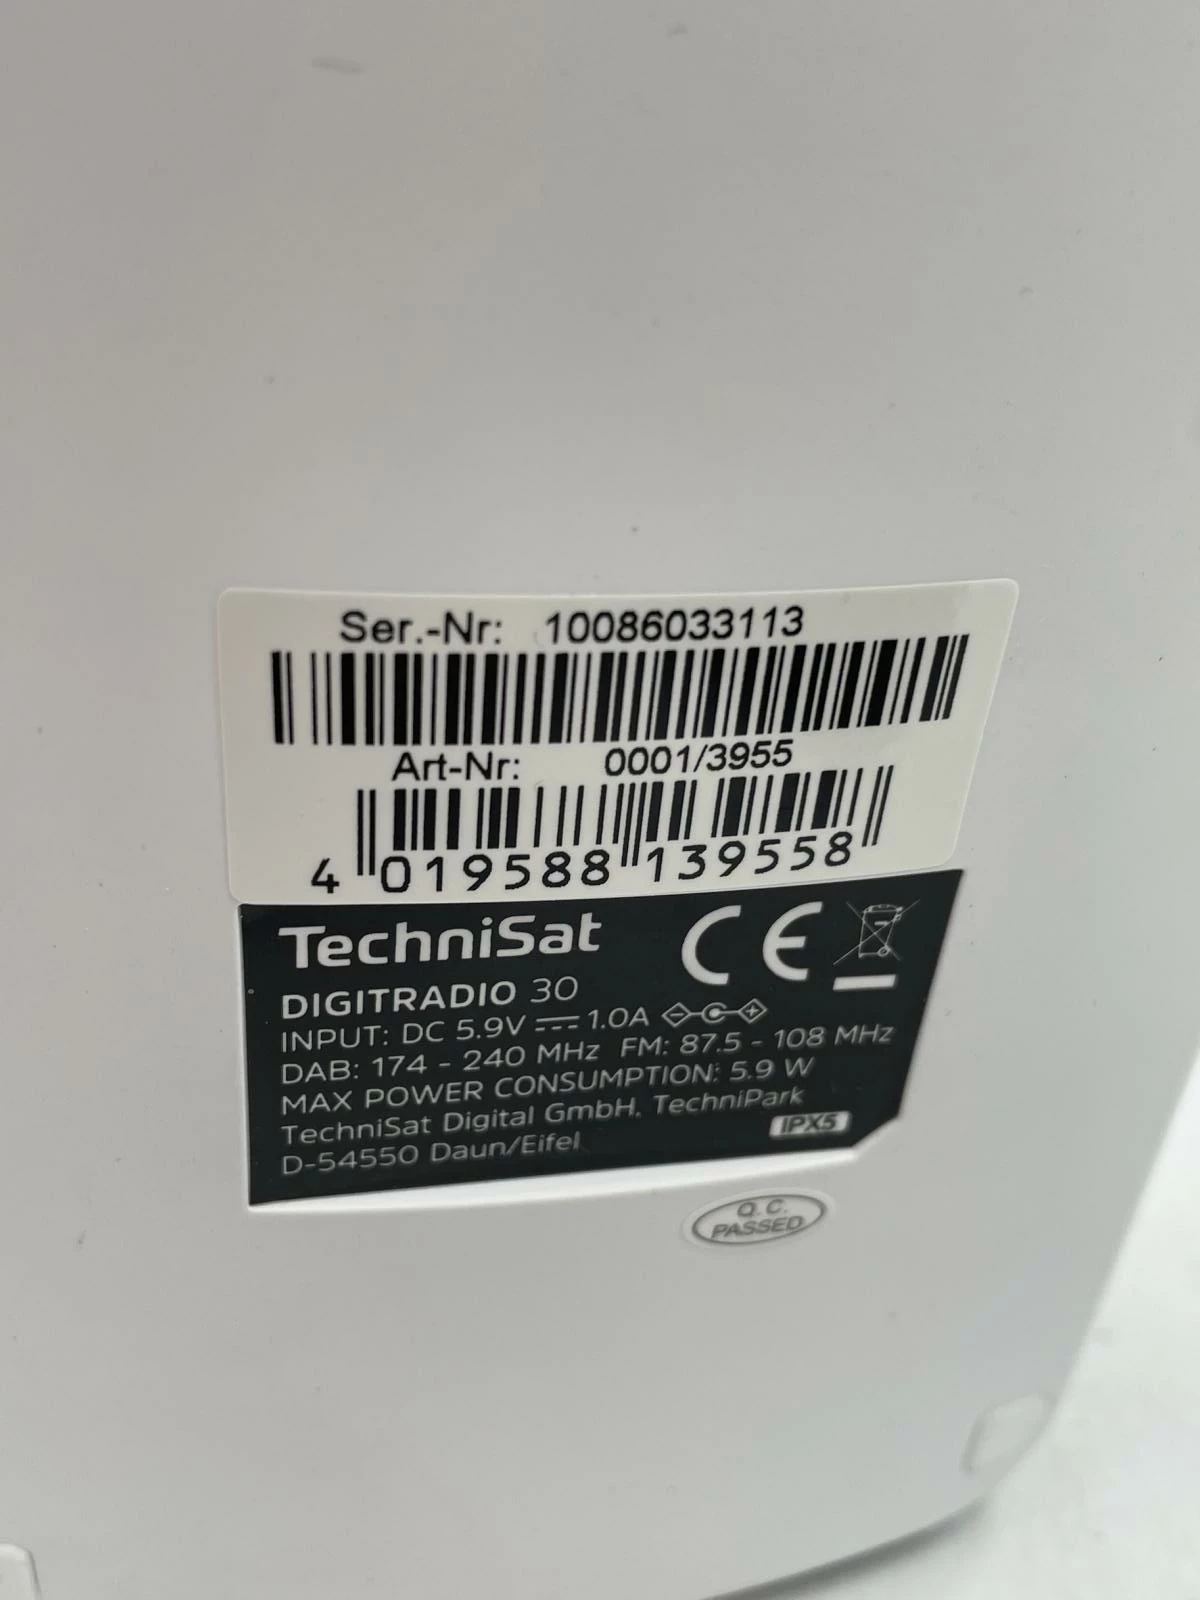 Ser.-Nr: 10086033113
Art-Nr: 0001/3955
4 019588 139558
TechniSat CE
DIGITRADIO 30
INPUT: DC 5.9V 1.0A
DAB: 174 - 240 MHz FM: 87.5 - 108 MHz
MAX POWER CONSUMPTION: 5.9 W
TechniSat Digital GmbH, TechniPark
D-54550 Daun/Eifel
IPX5
Q.C.
PASSED